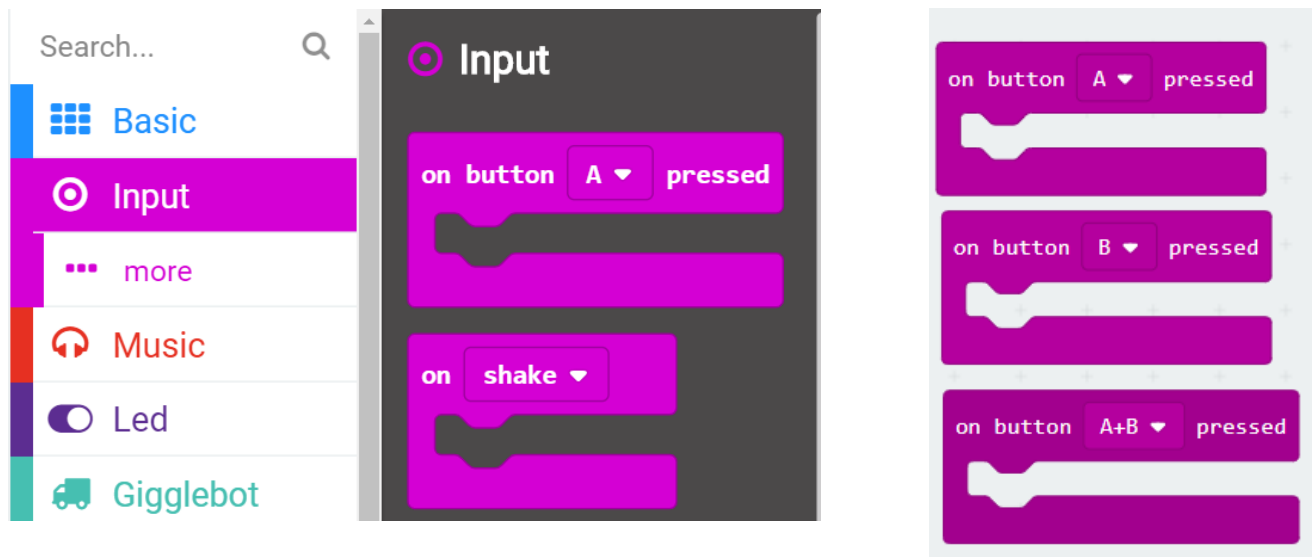 Search...
Basic
Input
more
Music
Led
Gigglebot
Input
on button A pressed
on shake
on button A pressed
on button B pressed
on button A+B pressed